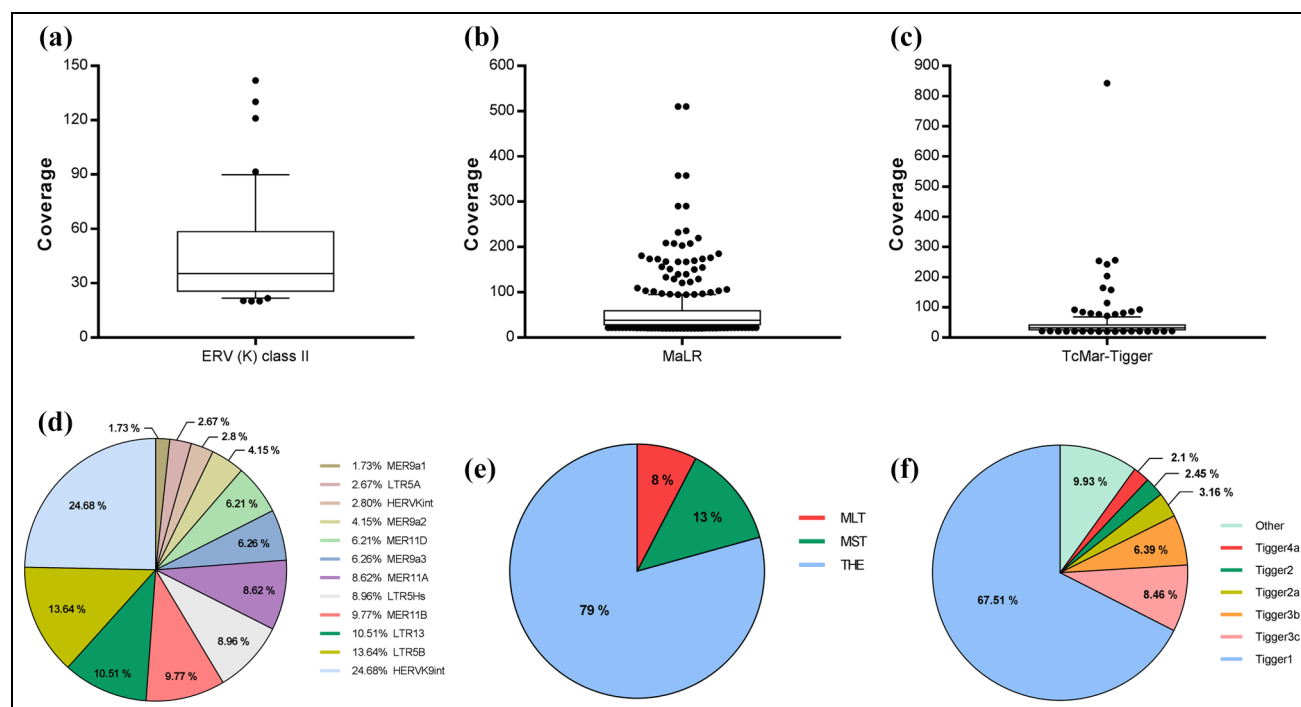 (a)
(b)
(c)
150
120
90
60
30
0
Coverage
ERV (K) class II
600
500
400
300
200
100
0
Coverage
MaLR
900
800
700
600
500
400
300
200
100
0
Coverage
TcMar-Tigger
(d)
1.73 %
2.67 %
2.8 %
4.15 %
6.21 %
6.26 %
8.62 %
8.96 %
9.77 %
10.51 %
13.64 %
24.68 %
1.73% MER9a1
2.67% LTR5A
2.80% HERVKint
4.15% MER9a2
6.21% MER11D
6.26% MER9a3
8.62% MER11A
8.96% LTR5Hs
9.77% MER11B
10.51% LTR13
13.64% LTR5B
24.68% HERVK9int
(e)
8 %
13 %
79 %
MLT
MST
THE
(f)
9.93 %
2.1 %
2.45 %
3.16 %
6.39 %
8.46 %
67.51 %
Other
Tigger4a
Tigger2
Tigger2a
Tigger3b
Tigger3c
Tigger1